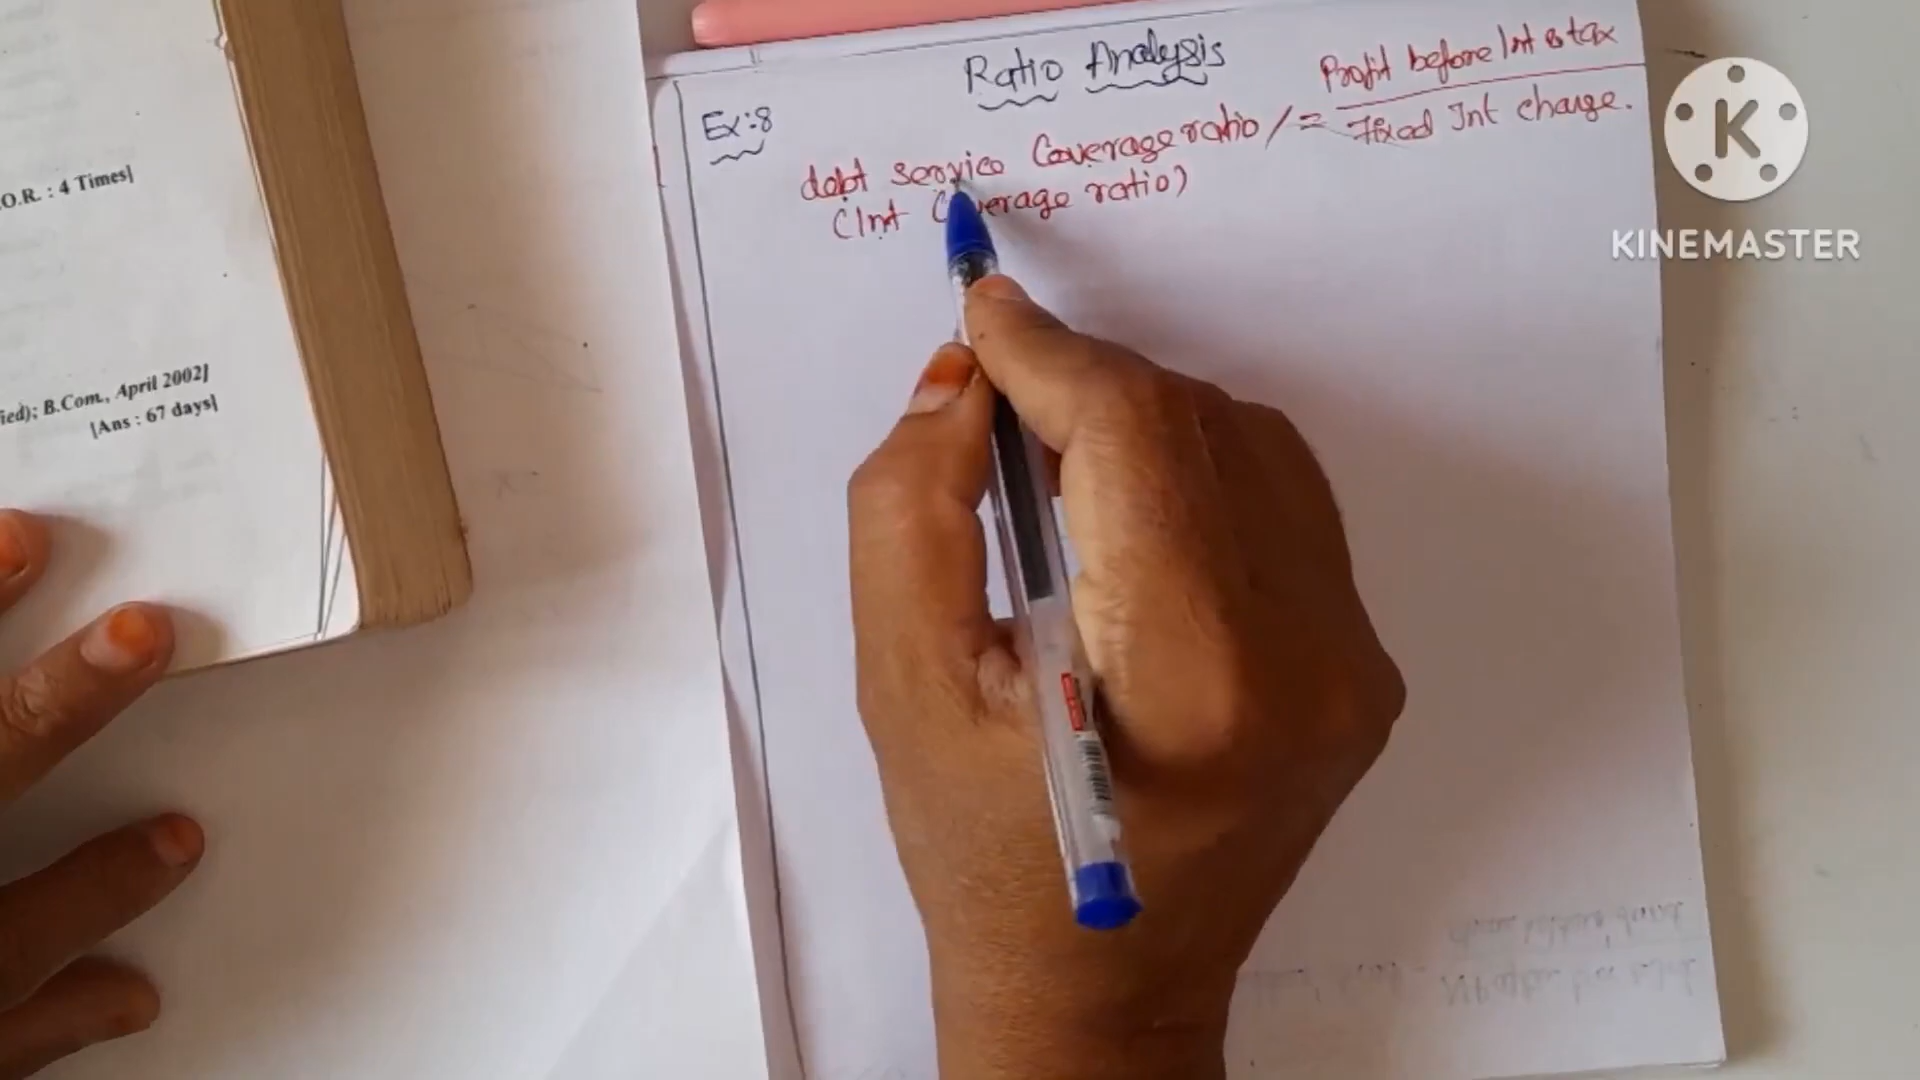 Ratio Analysis
Ex:8
debt service Coverage ratio / =
Profit before Int & tax
Fixed Int charge.
(Int Coverage ratio)
O.R. : 4 Times]
ied); B.Com., April 2002]
[Ans : 67 days]
K
KINEMASTER